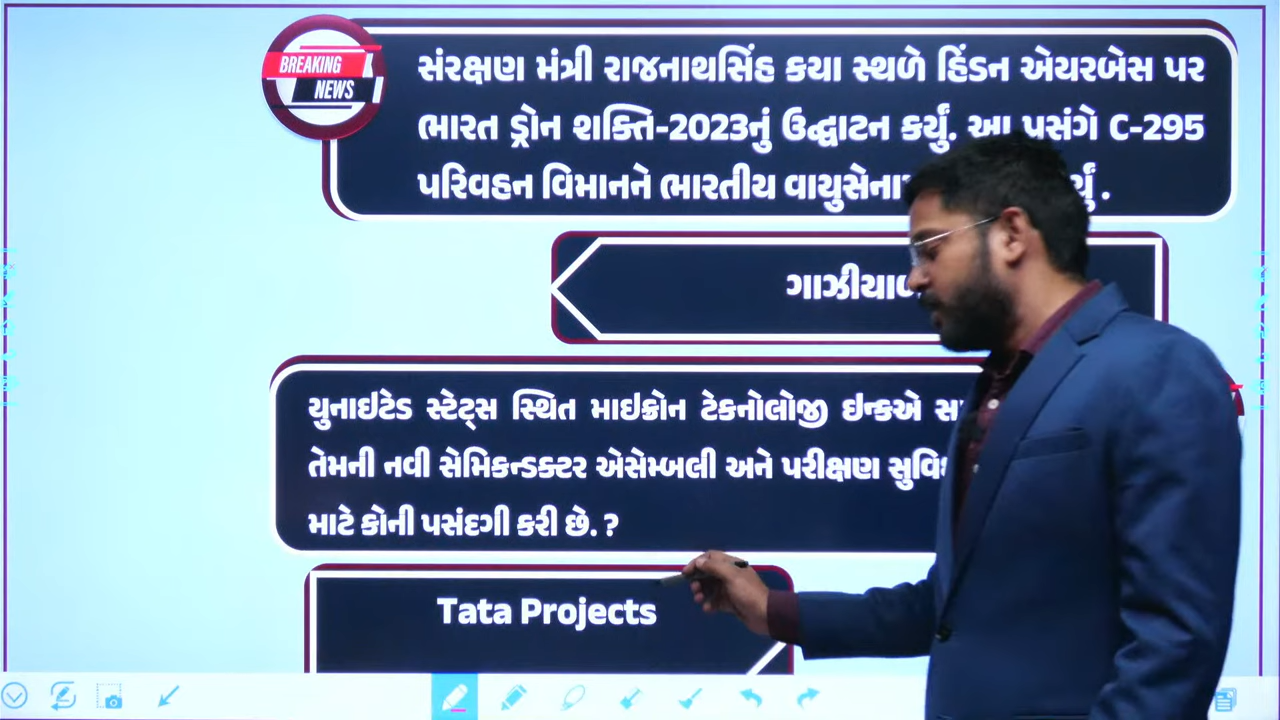 BREAKING
NEWS
સંરક્ષણ મંત્રી રાજનાથસિંહ કયા સ્થળે હિંડન એયરબેસ પર
ભારત ડ્રોન શક્તિ-2023નું ઉદ્ઘાટન કર્યું. આ પ્રસંગે C-295
પરિવહન વિમાનને ભારતીય વાયુસેના
યુનાઇટેડ સ્ટેટ્સ સ્થિત માઇક્રોન ટેકનોલોજી ઇન્કએ
તેમની નવી સેમિકન્ડક્ટર એસેમ્બલી અને પરીક્ષણ
માટે કોની પસંદગી કરી છે. ?
Tata Projects